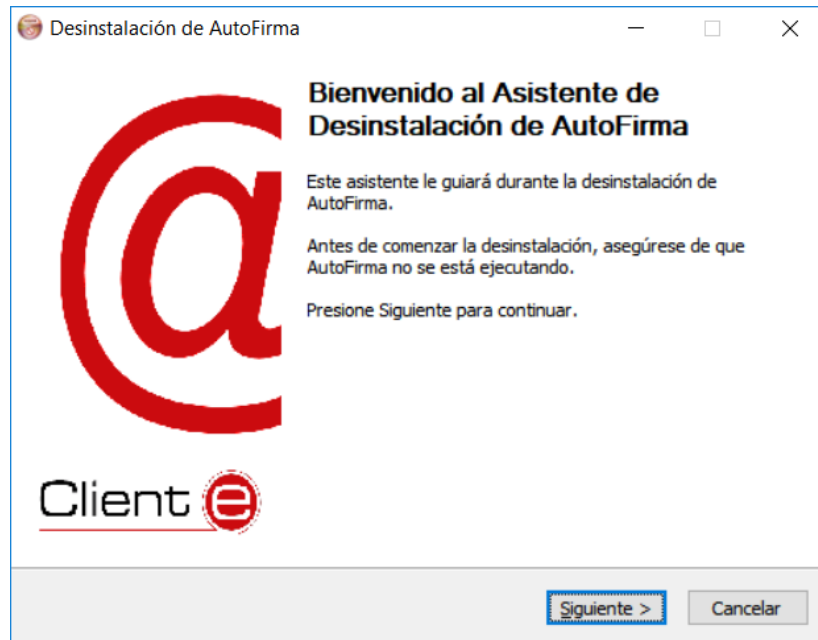 Desinstalación de AutoFirma
Bienvenido al Asistente de
Desinstalación de AutoFirma
Este asistente le guiará durante la desinstalación de
AutoFirma.
Antes de comenzar la desinstalación, asegúrese de que
AutoFirma no se está ejecutando.
Presione Siguiente para continuar.
@
Client e
Siguiente >
Cancelar